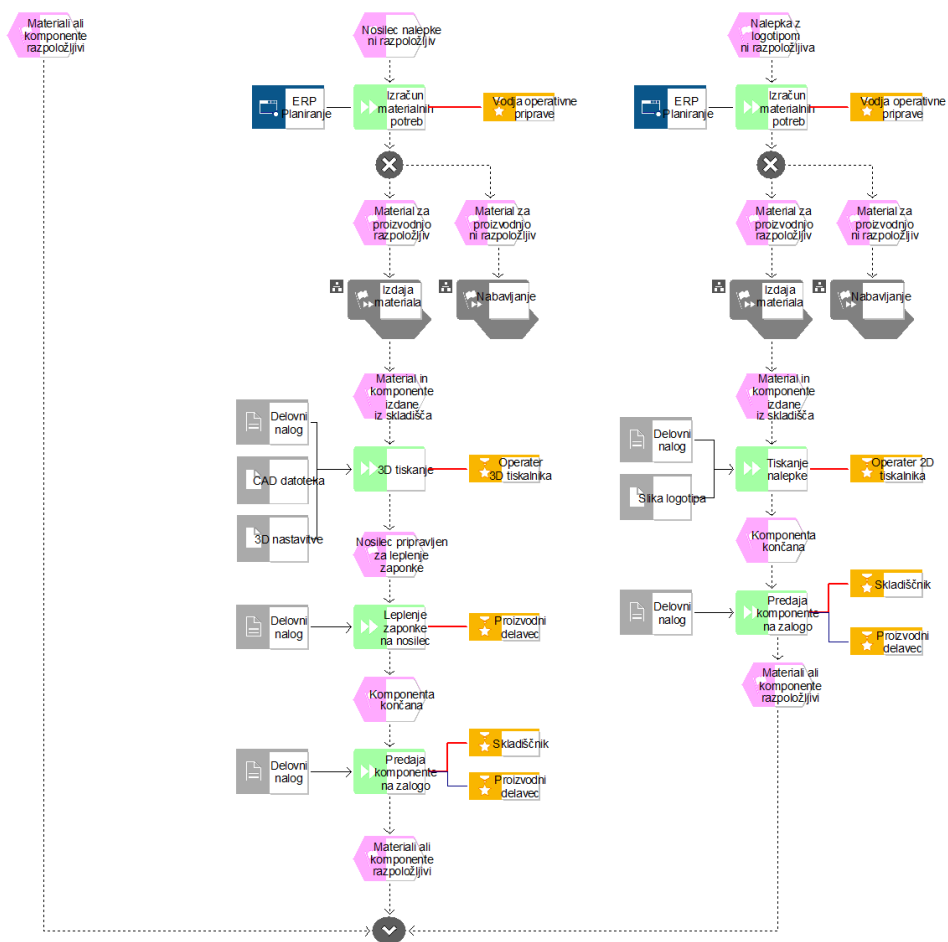 Materiali ali
komponente
razpoložljivi
Nosilec nalepke
ni razpoložljiv
Nalepka z
logotipom
ni razpoložljiva
ERP
Planiranje
Izračun
materialnih
potreb
Vodja operativne
priprave
ERP
Planiranje
Izračun
materialnih
potreb
Vodja operativne
priprave
Material za
proizvodnjo
razpoložljiv
Material za
proizvodnjo
ni razpoložljiv
Material za
proizvodnjo
razpoložljiv
Material za
proizvodnjo
ni razpoložljiv
Izdaja
materiala
Nabavljanje
Izdaja
materiala
Nabavljanje
Material in
komponente
izdane
iz skladišča
Material in
komponente
izdane
iz skladišča
Delovni
nalog
CAD datoteka
3D nastavitve
3D tiskanje
Operater
3D tiskalnika
Delovni
nalog
Slika logotipa
Tiskanje
nalepke
Operater 2D
tiskalnika
Nosilec pripravljen
za leplenje
zaponke
Komponenta
končana
Delovni
nalog
Leplenje
zaponke
na nosilec
Proizvodni
delavec
Delovni
nalog
Predaja
komponente
na zalogo
Skladiščnik
Proizvodni
delavec
Komponenta
končana
Materiali ali
komponente
razpoložljivi
Delovni
nalog
Predaja
komponente
na zalogo
Skladiščnik
Proizvodni
delavec
Materiali ali
komponente
razpoložljivi